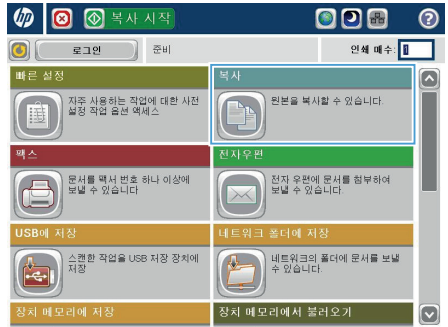 hp 복사 시작 ?
로그인 준비 인쇄 매수: 1
빠른 설정
자주 사용하는 작업에 대한 사전
설정 작업 옵션 액세스
복사
원본을 복사할 수 있습니다.
팩스
문서를 팩서 번호 하나 이상에
보낼 수 있습니다
전자우편
전자 우편에 문서를 첨부하여
보낼 수 있습니다.
USB에 저장
스캔한 작업을 USB 저장 장치에
저장
네트워크 폴더에 저장
네트워크의 폴더에 문서를 보낼
수 있습니다.
장치 메모리에 저장
장치 메모리에서 불러오기